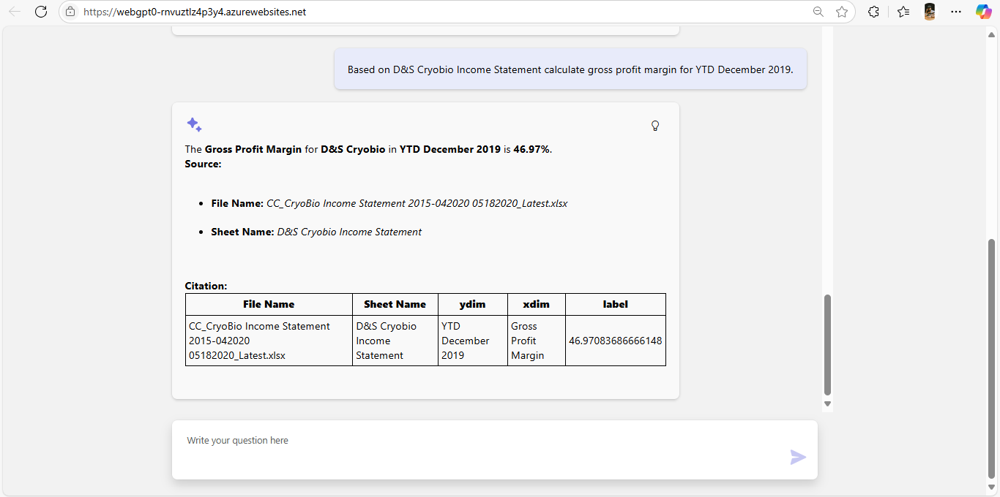 https://webgpt0-rnvuztlz4p3y4.azurewebsites.net
Based on D&S Cryobio Income Statement calculate gross profit margin for YTD December 2019.
The Gross Profit Margin for D&S Cryobio in YTD December 2019 is 46.97%.
Source:
• File Name: CC_CryoBio Income Statement 2015-042020 05182020_Latest.xlsx
• Sheet Name: D&S Cryobio Income Statement
Citation:
File Name Sheet Name ydim xdim label
CC_CryoBio Income Statement
2015-042020
05182020_Latest.xlsx
D&S Cryobio
Income
Statement
YTD
December
2019
Gross
Profit
Margin
46.97083686666148
Write your question here